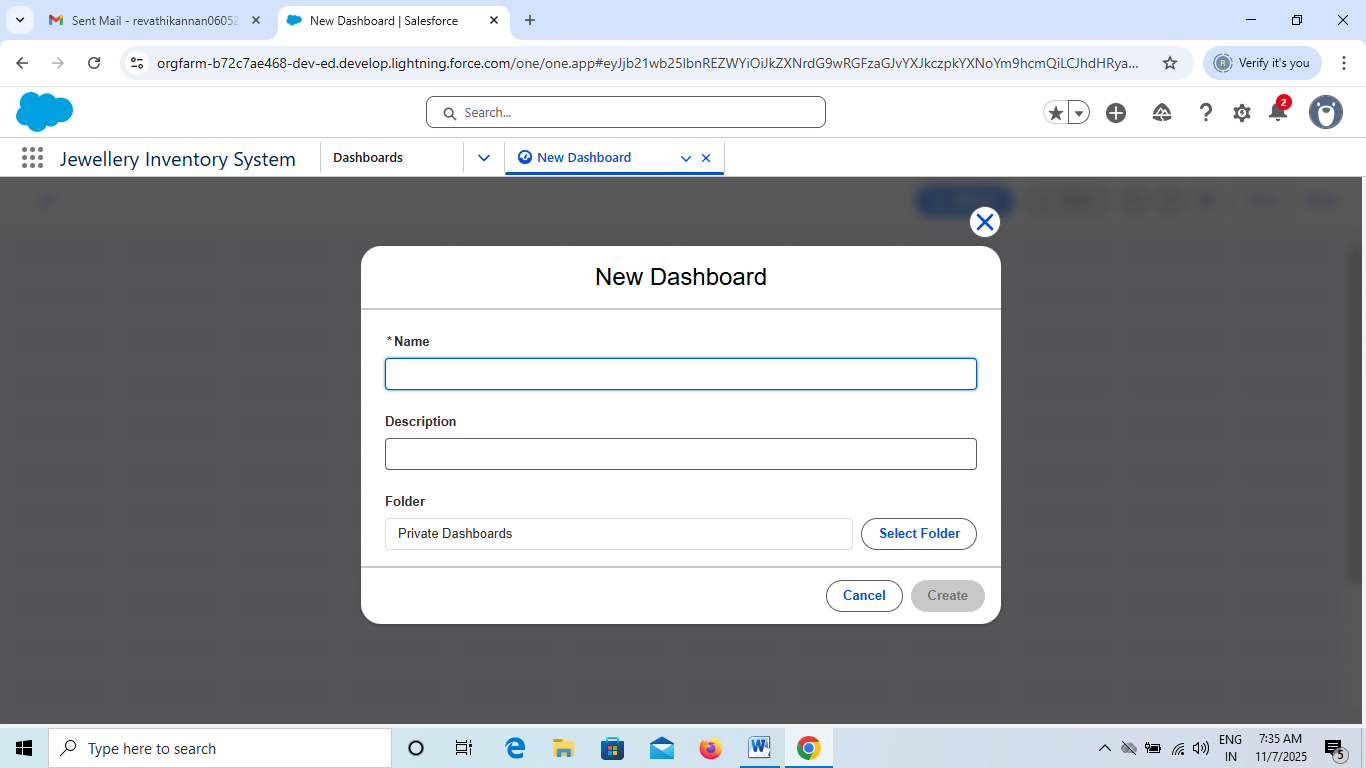 Sent Mail - revathikannan06052
New Dashboard | Salesforce
orgfarm-b72c7ae468-dev-ed.develop.lightning.force.com/one/one.app#eyJjb21wb25lbnREZWYiOiJkZXNrdG9wRGFzaGJvYXJkczpkYXNoYm9hcmQiLCJhdHRya...
Verify it's you
Search...
2
Jewellery Inventory System
Dashboards
New Dashboard
New Dashboard
*Name
Description
Folder
Private Dashboards
Select Folder
Cancel
Create
Type here to search
ENG
IN
7:35 AM
11/7/2025
5